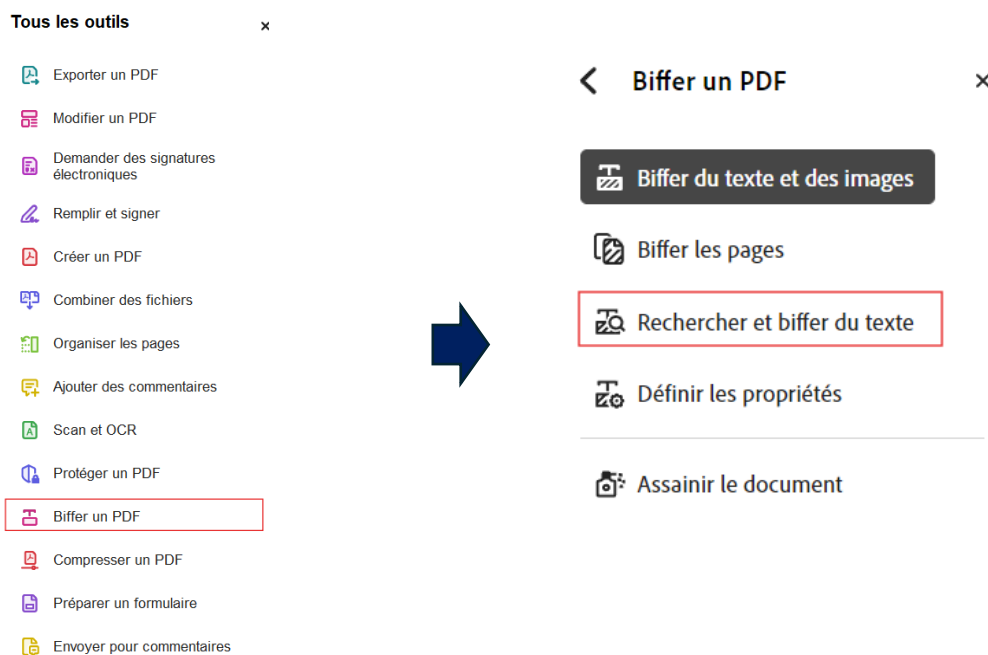 Tous les outils
Exporter un PDF
Modifier un PDF
Demander des signatures
électroniques
Remplir et signer
Créer un PDF
Combiner des fichiers
Organiser les pages
Ajouter des commentaires
Scan et OCR
Protéger un PDF
Biffer un PDF
Compresser un PDF
Préparer un formulaire
Envoyer pour commentaires
Biffer un PDF
Biffer du texte et des images
Biffer les pages
Rechercher et biffer du texte
Définir les propriétés
Assainir le document